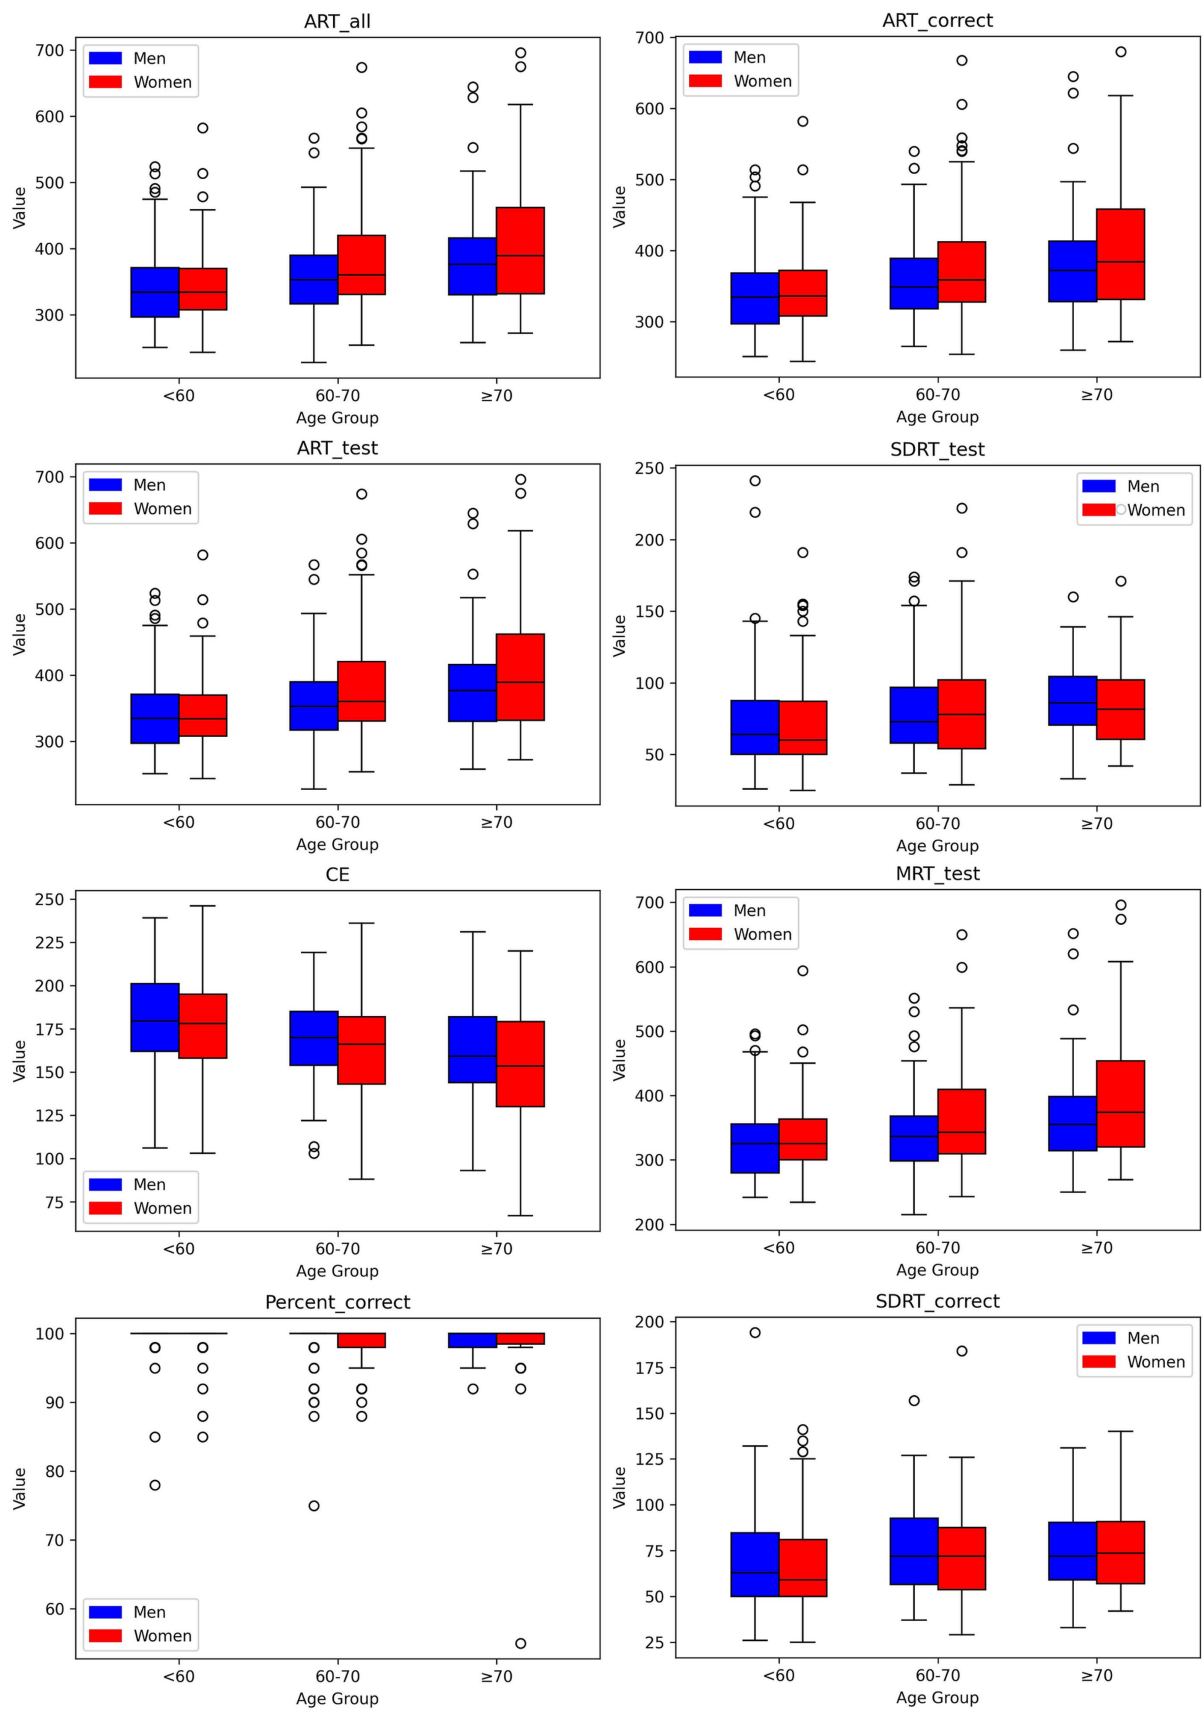 ART_all
700
600
500
400
300
Value
Men
Women
<60
60-70
≥70
Age Group
ART_correct
700
600
500
400
300
Value
Men
Women
<60
60-70
≥70
Age Group
ART_test
700
600
500
400
300
Value
Men
Women
<60
60-70
≥70
Age Group
SDRT_test
250
200
150
100
50
Value
Men
Women
<60
60-70
≥70
Age Group
CE
250
225
200
175
150
125
100
75
Value
Men
Women
<60
60-70
≥70
Age Group
MRT_test
700
600
500
400
300
200
Value
Men
Women
<60
60-70
≥70
Age Group
Percent_correct
100
90
80
70
60
Value
Men
Women
<60
60-70
≥70
Age Group
SDRT_correct
200
175
150
125
100
75
50
25
Value
Men
Women
<60
60-70
≥70
Age Group